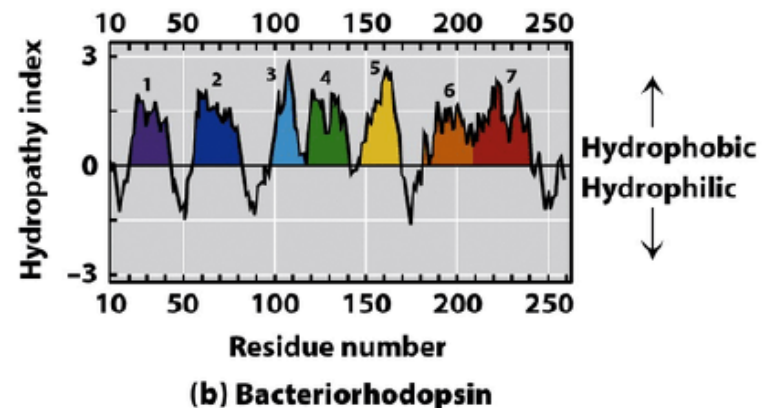 10 50 100 150 200 250
Hydropathy index
3
0
−3
1
2
3
4
5
6
7
Hydrophobic
Hydrophilic
10 50 100 150 200 250
Residue number
(b) Bacteriorhodopsin